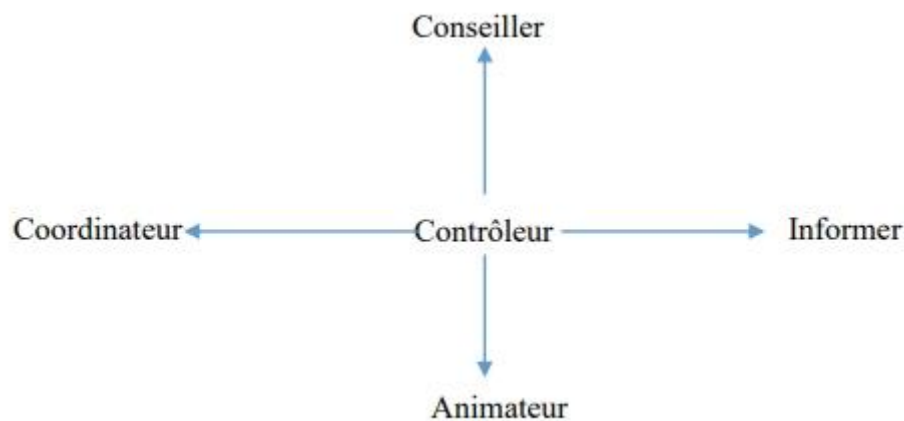 Conseiller
Coordinateur
Contrôleur
Informer
Animateur